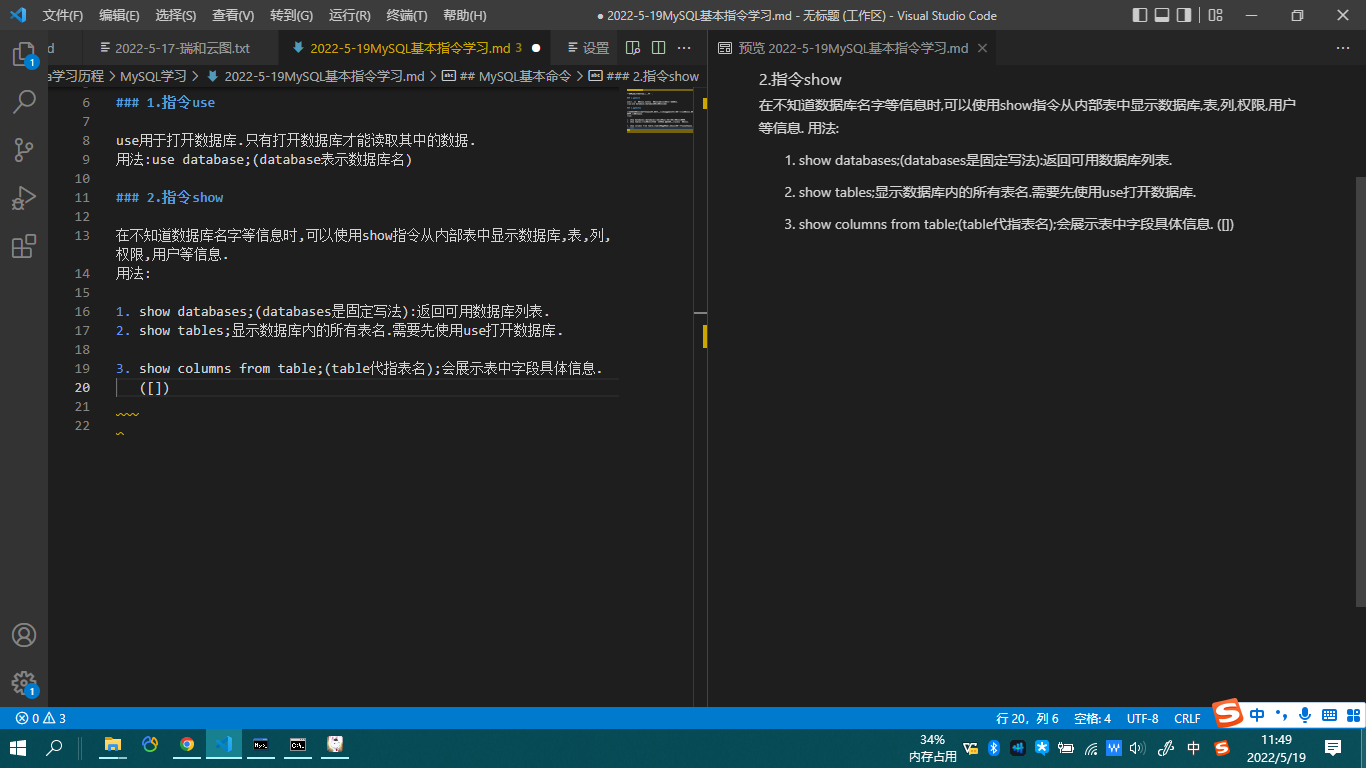 文件(F) 编辑(E) 选择(S) 查看(V) 转到(G) 运行(R) 终端(T) 帮助(H) ● 2022-5-19MySQL基本指令学习.md - 无标题 (工作区) - Visual Studio Code
d 2022-5-17-瑞和云图.txt 2022-5-19MySQL基本指令学习.md 3 ● 设置 ···
预览 2022-5-19MySQL基本指令学习.md ···
a学习历程 > MySQL学习 > 2022-5-19MySQL基本指令学习.md > ## MySQL基本命令 > ### 2.指令show
1
6 ### 1.指令use
7
8 use用于打开数据库.只有打开数据库才能读取其中的数据.
9 用法:use database;(database表示数据库名)
10
11 ### 2.指令show
12
13 在不知道数据库名字等信息时,可以使用show指令从内部表中显示数据库,表,列,
权限,用户等信息.
14 用法:
15
16 1. show databases;(databases是固定写法):返回可用数据库列表.
17 2. show tables;显示数据库内的所有表名.需要先使用use打开数据库.
18
19 3. show columns from table;(table代指表名);会展示表中字段具体信息.
20 ([])
21
22
2.指令show
在不知道数据库名字等信息时,可以使用show指令从内部表中显示数据库,表,列,权限,用户
等信息. 用法:
1. show databases;(databases是固定写法):返回可用数据库列表.
2. show tables;显示数据库内的所有表名.需要先使用use打开数据库.
3. show columns from table;(table代指表名);会展示表中字段具体信息. ([])
1
0 3 行 20，列 6 空格: 4 UTF-8 CRLF
S 中
34%
内存占用
中 S
11:49
2022/5/19